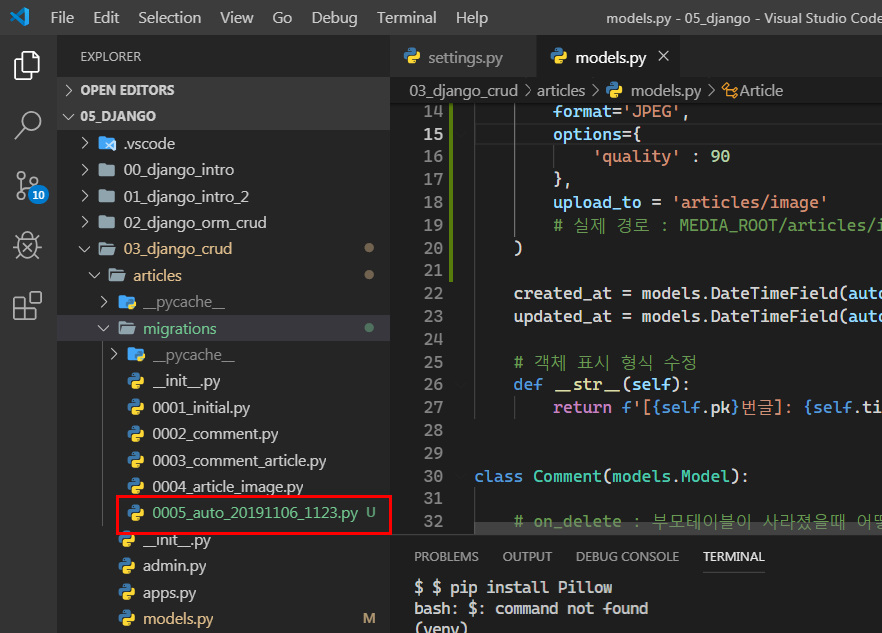 File Edit Selection View Go Debug Terminal Help models.py - 05_django - Visual Studio Code
EXPLORER
OPEN EDITORS
05_DJANGO
.vscode
00_django_intro
01_django_intro_2
02_django_orm_crud
03_django_crud
articles
__pycache__
migrations
__pycache__
__init__.py
0001_initial.py
0002_comment.py
0003_comment_article.py
0004_article_image.py
0005_auto_20191106_1123.py U
__init__.py
admin.py
apps.py
models.py M
10
settings.py models.py ×
03_django_crud > articles > models.py > Article
14 format='JPEG',
15 options={
16 'quality' : 90
17 },
18 upload_to = 'articles/image'
19 # 실제 경로 : MEDIA_ROOT/articles/i
20 )
21
22 created_at = models.DateTimeField(auto
23 updated_at = models.DateTimeField(auto
24
25 # 객체 표시 형식 수정
26 def __str__(self):
27 return f'[{self.pk}번글]: {self.ti
28
29
30 class Comment(models.Model):
31
32 # on_delete : 부모테이블이 사라졌을때 어떻
PROBLEMS OUTPUT DEBUG CONSOLE TERMINAL
$ $ pip install Pillow
bash: $: command not found
(venv)